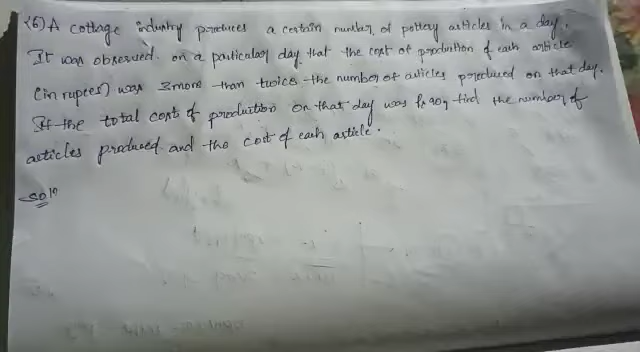 (6) A cottage industry produces a certain number of pottery articles in a day.
It was observed on a particular day that the cost of production of each article
(in rupees) was 3 more than twice the number of articles produced on that day.
If the total cost of production on that day was Rs 90, find the number of
articles produced and the cost of each article.
Soln